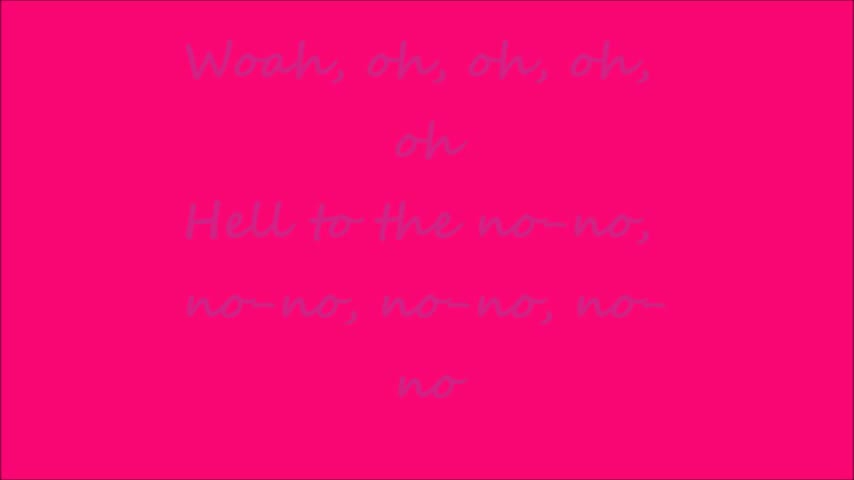 Woah, oh, oh, oh,
oh
Hell to the no-no,
no-no, no-no, no-
no